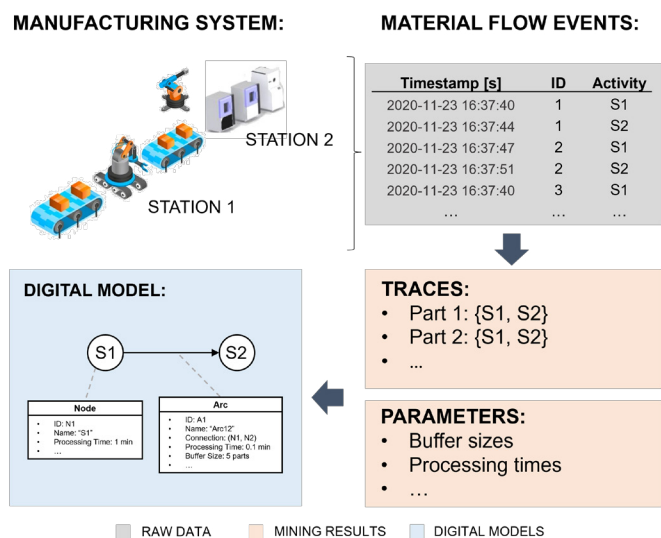 MANUFACTURING SYSTEM:
STATION 2
STATION 1
MATERIAL FLOW EVENTS:
Timestamp [s] ID Activity
2020-11-23 16:37:40 1 S1
2020-11-23 16:37:44 1 S2
2020-11-23 16:37:47 2 S1
2020-11-23 16:37:51 2 S2
2020-11-23 16:37:40 3 S1
... ... ...
DIGITAL MODEL:
S1 S2
Node
• ID: N1
• Name: "S1"
• Processing Time: 1 min
• ...
Arc
• ID: A1
• Name: "Arc12"
• Connection: (N1, N2)
• Processing Time: 0.1 min
• Buffer Size: 5 parts
• ...
TRACES:
• Part 1: {S1, S2}
• Part 2: {S1, S2}
• ...
PARAMETERS:
• Buffer sizes
• Processing times
• ...
RAW DATA MINING RESULTS DIGITAL MODELS